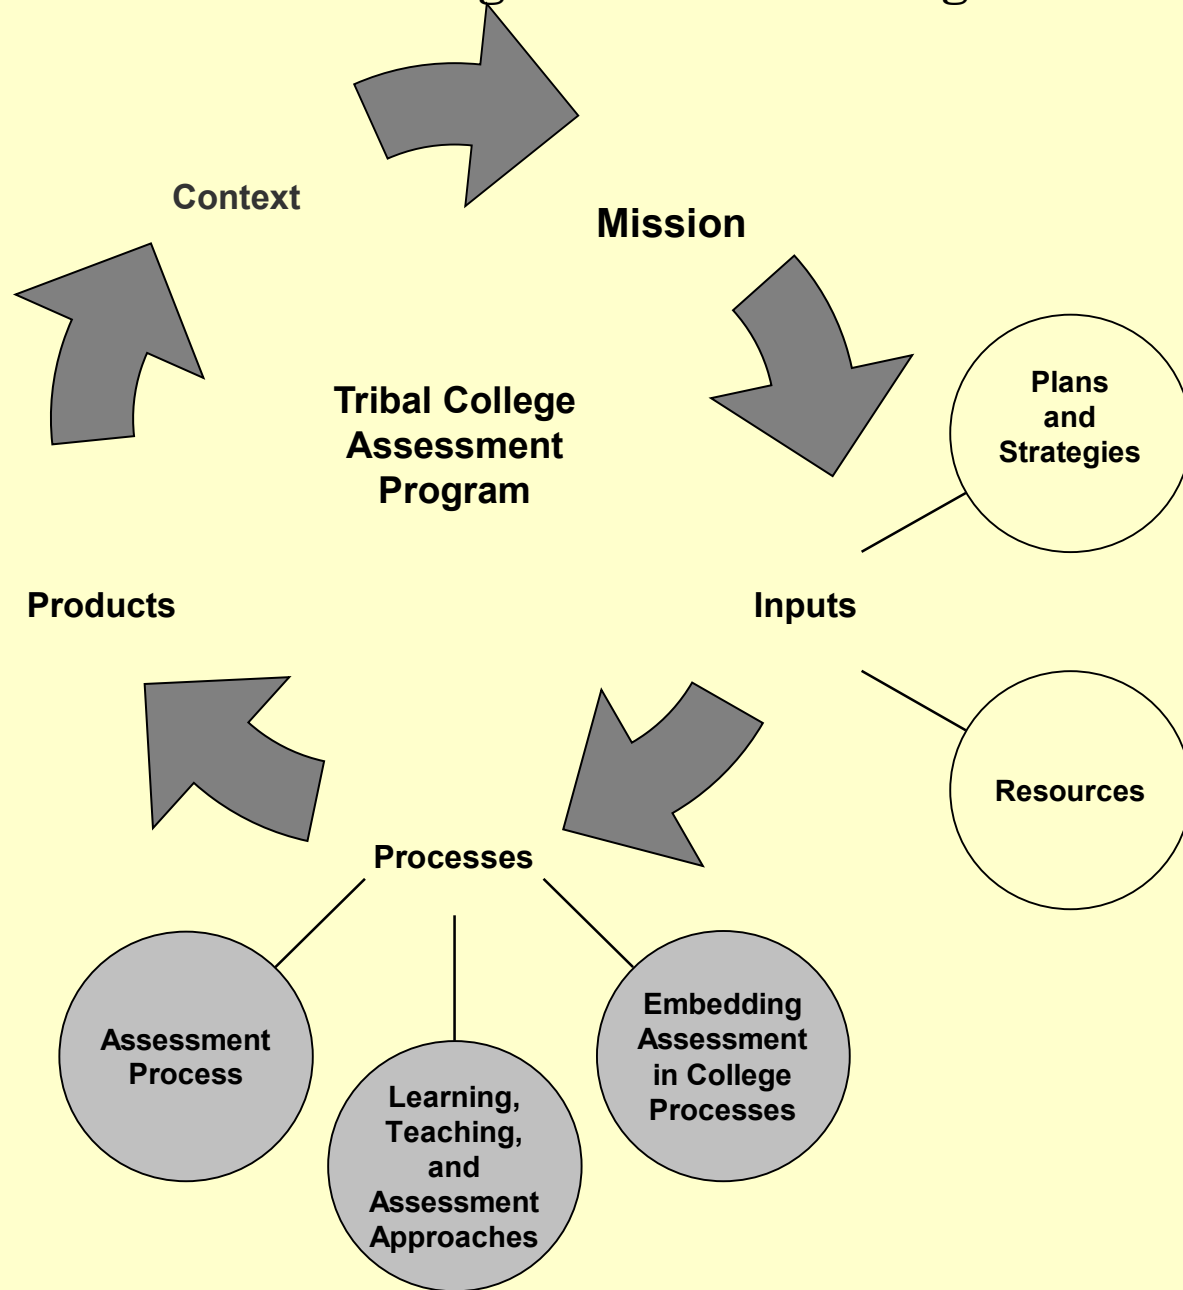 Context
Mission
Tribal College
Assessment
Program
Plans
and
Strategies
Products
Inputs
Resources
Processes
Assessment
Process
Learning,
Teaching,
and
Assessment
Approaches
Embedding
Assessment
in College
Processes